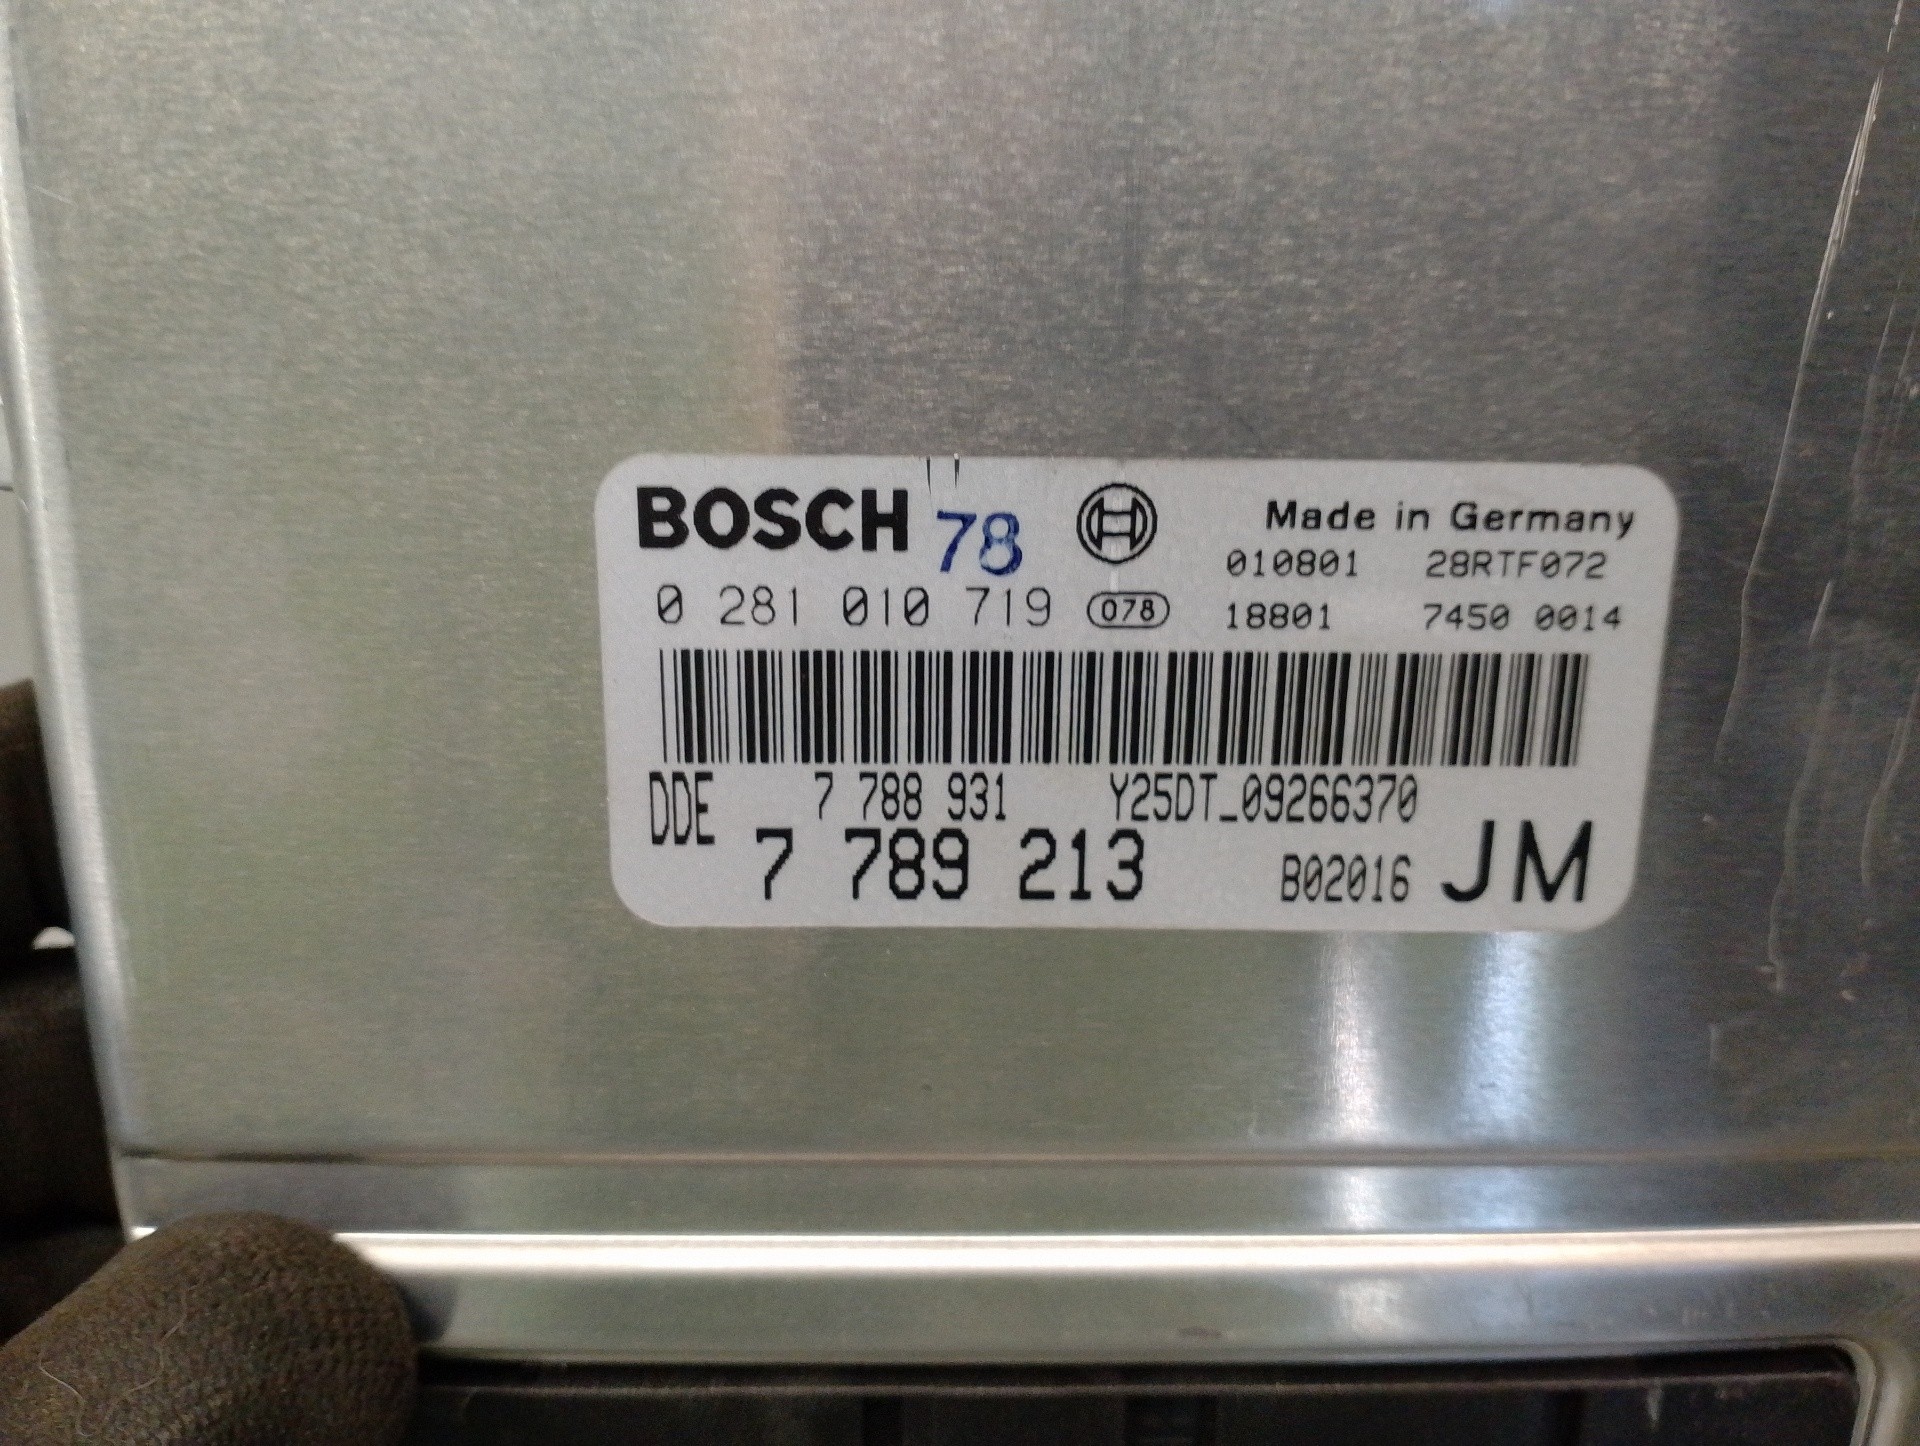 BOSCH 78 Made in Germany
010801 28RTF072
0 281 010 719 078 18801 7450 0014
DDE 7 788 931 Y25DT_09266370
7 789 213 B02016 JM